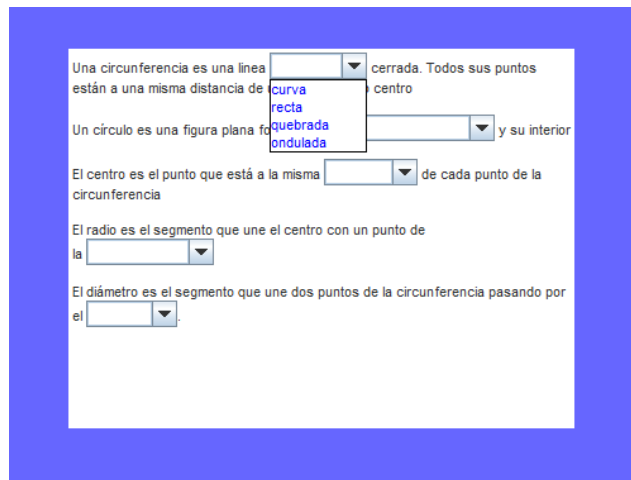 Una circunferencia es una linea cerrada. Todos sus puntos
están a una misma distancia de centro
curva
recta
quebrada
ondulada
Un círculo es una figura plana y su interior
El centro es el punto que está a la misma de cada punto de la
circunferencia
El radio es el segmento que une el centro con un punto de
la
El diámetro es el segmento que une dos puntos de la circunferencia pasando por
el .